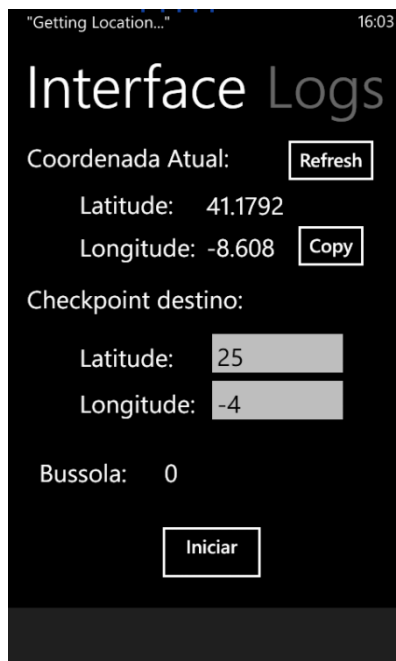 "Getting Location..." 16:03
Interface Logs
Coordenada Atual: Refresh
Latitude: 41.1792
Longitude: -8.608 Copy
Checkpoint destino:
Latitude: 25
Longitude: -4
Bussola: 0
Iniciar